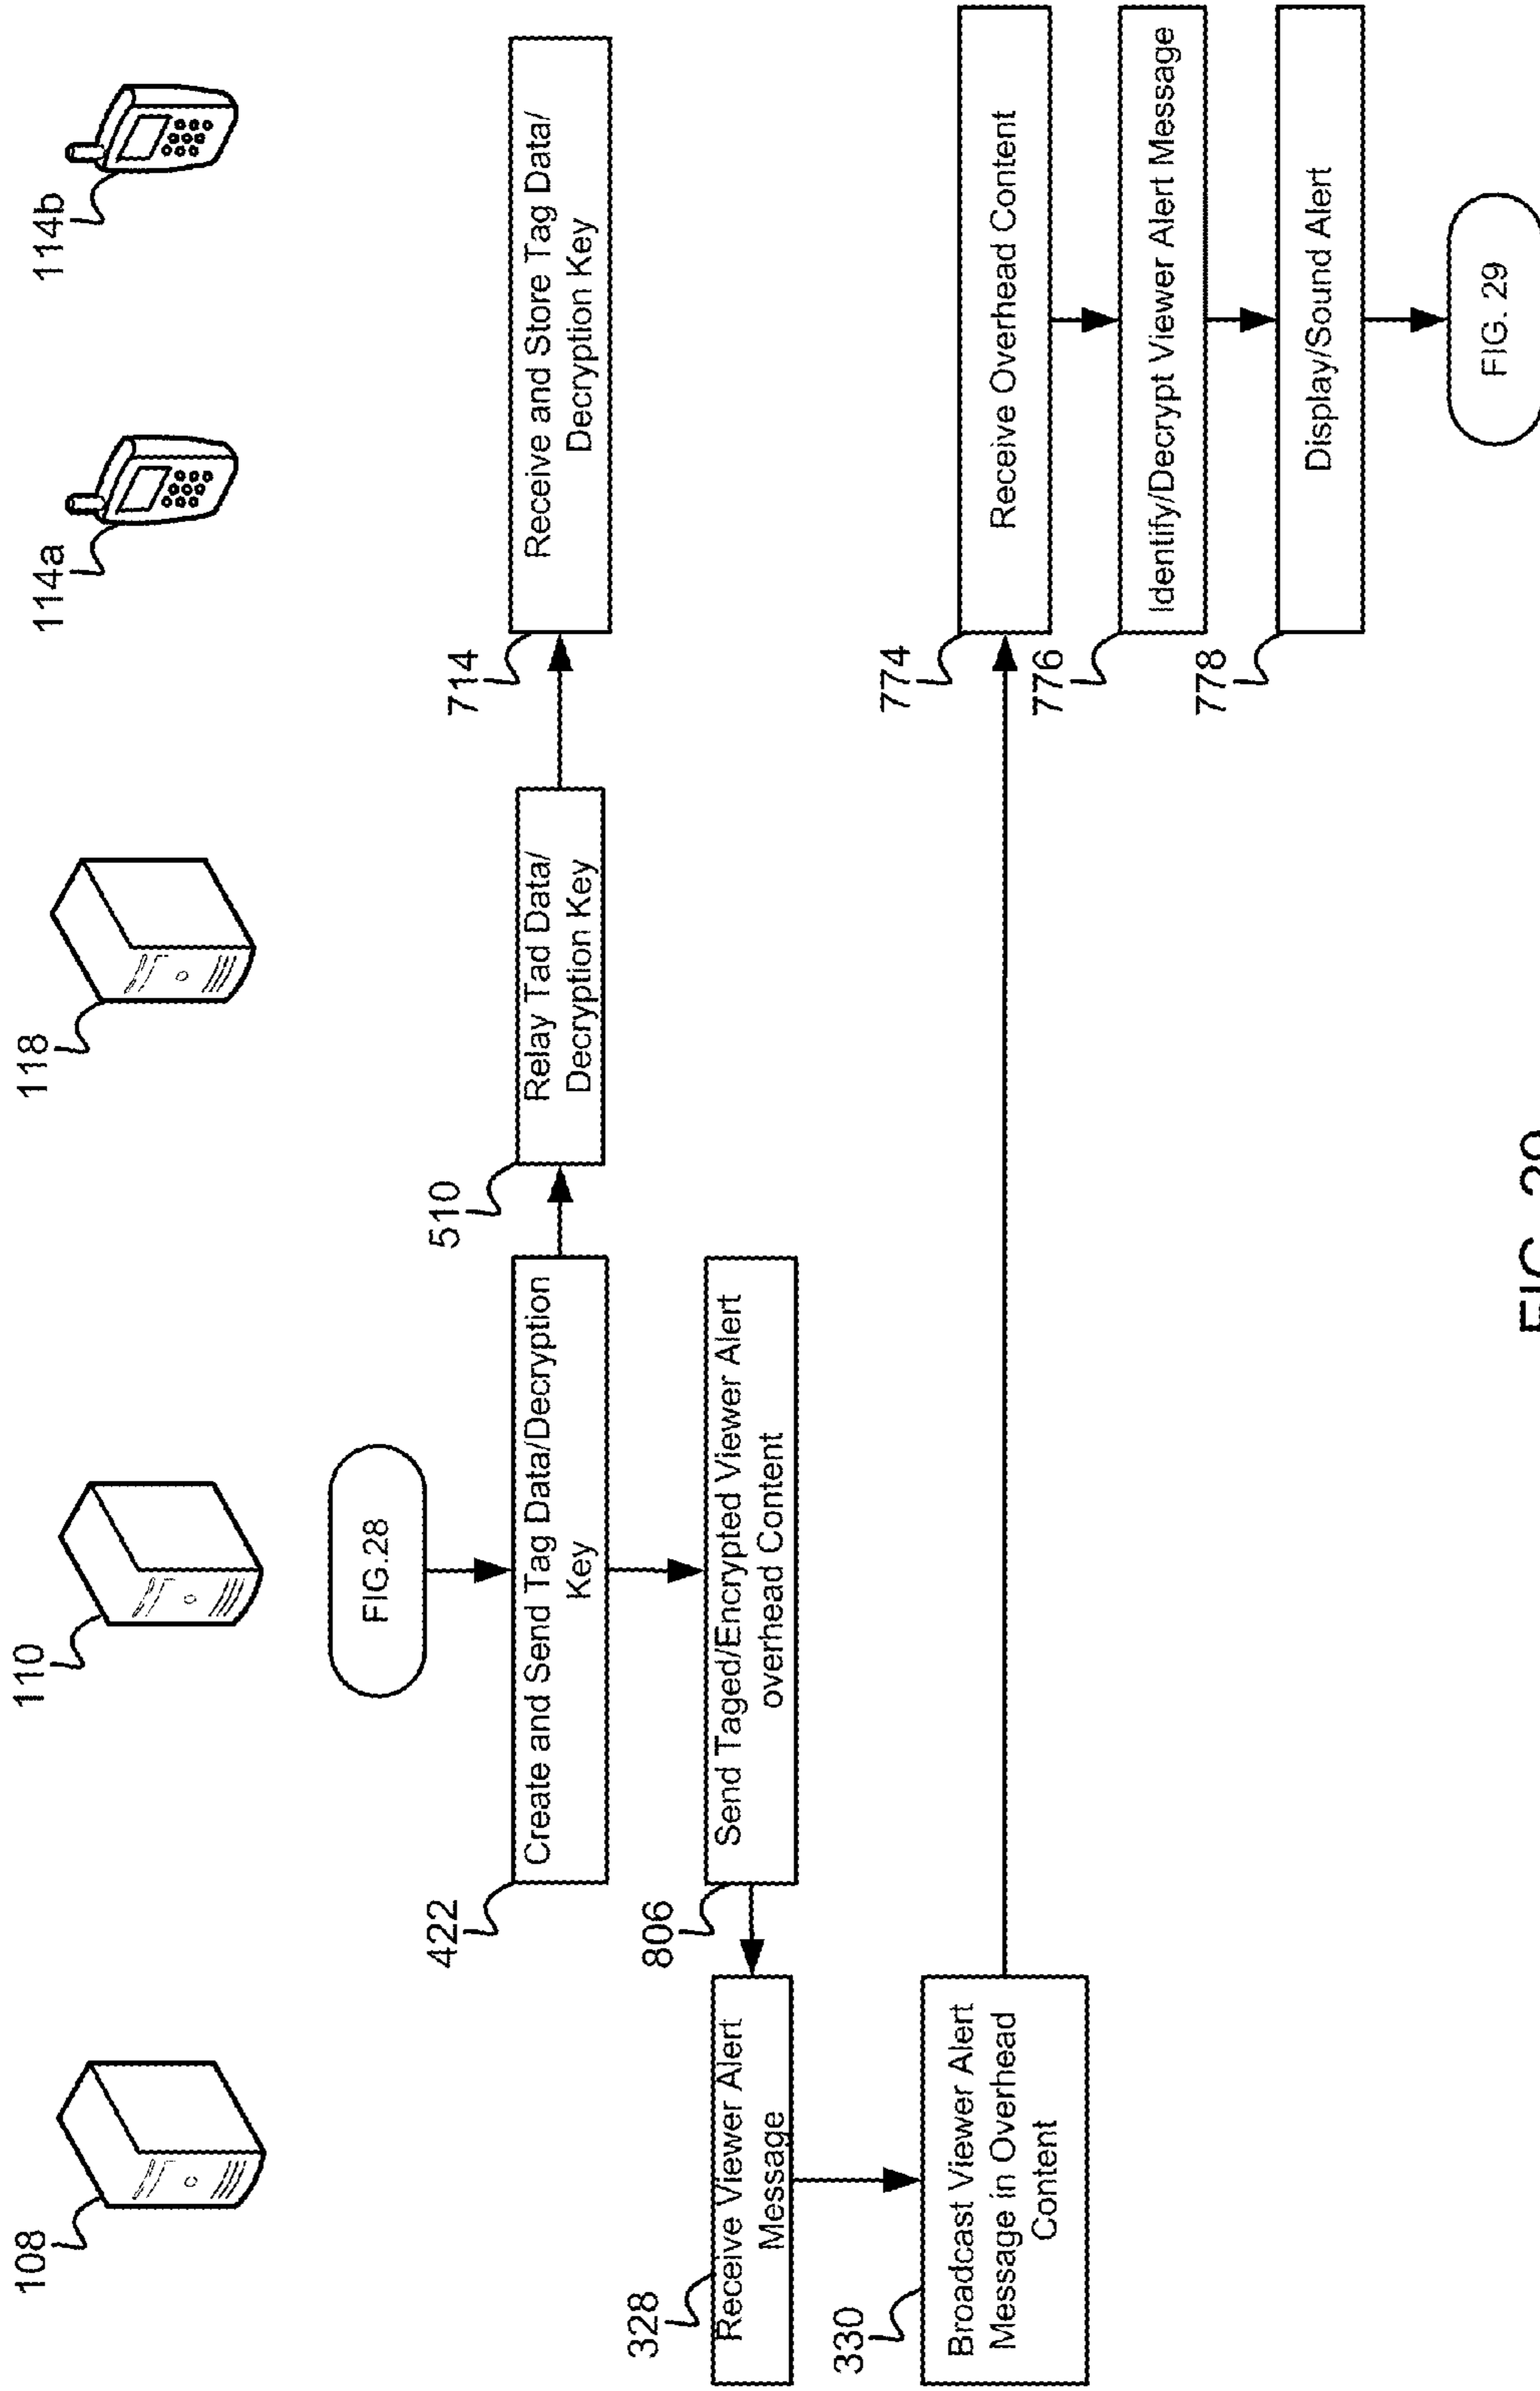 108
110
118
114a
114b
FIG.28
422
Create and Send Tag Data/Decryption
Key
510
Relay Tad Data/
Decryption Key
714
Receive and Store Tag Data/
Decryption Key
806
Send Taged/Encrypted Viewer Alert
overhead Content
328
Receive Viewer Alert
Message
330
Broadcast Viewer Alert
Message in Overhead
Content
774
Receive Overhead Content
776
Identify/Decrypt Viewer Alert Message
778
Display/Sound Alert
FIG. 29